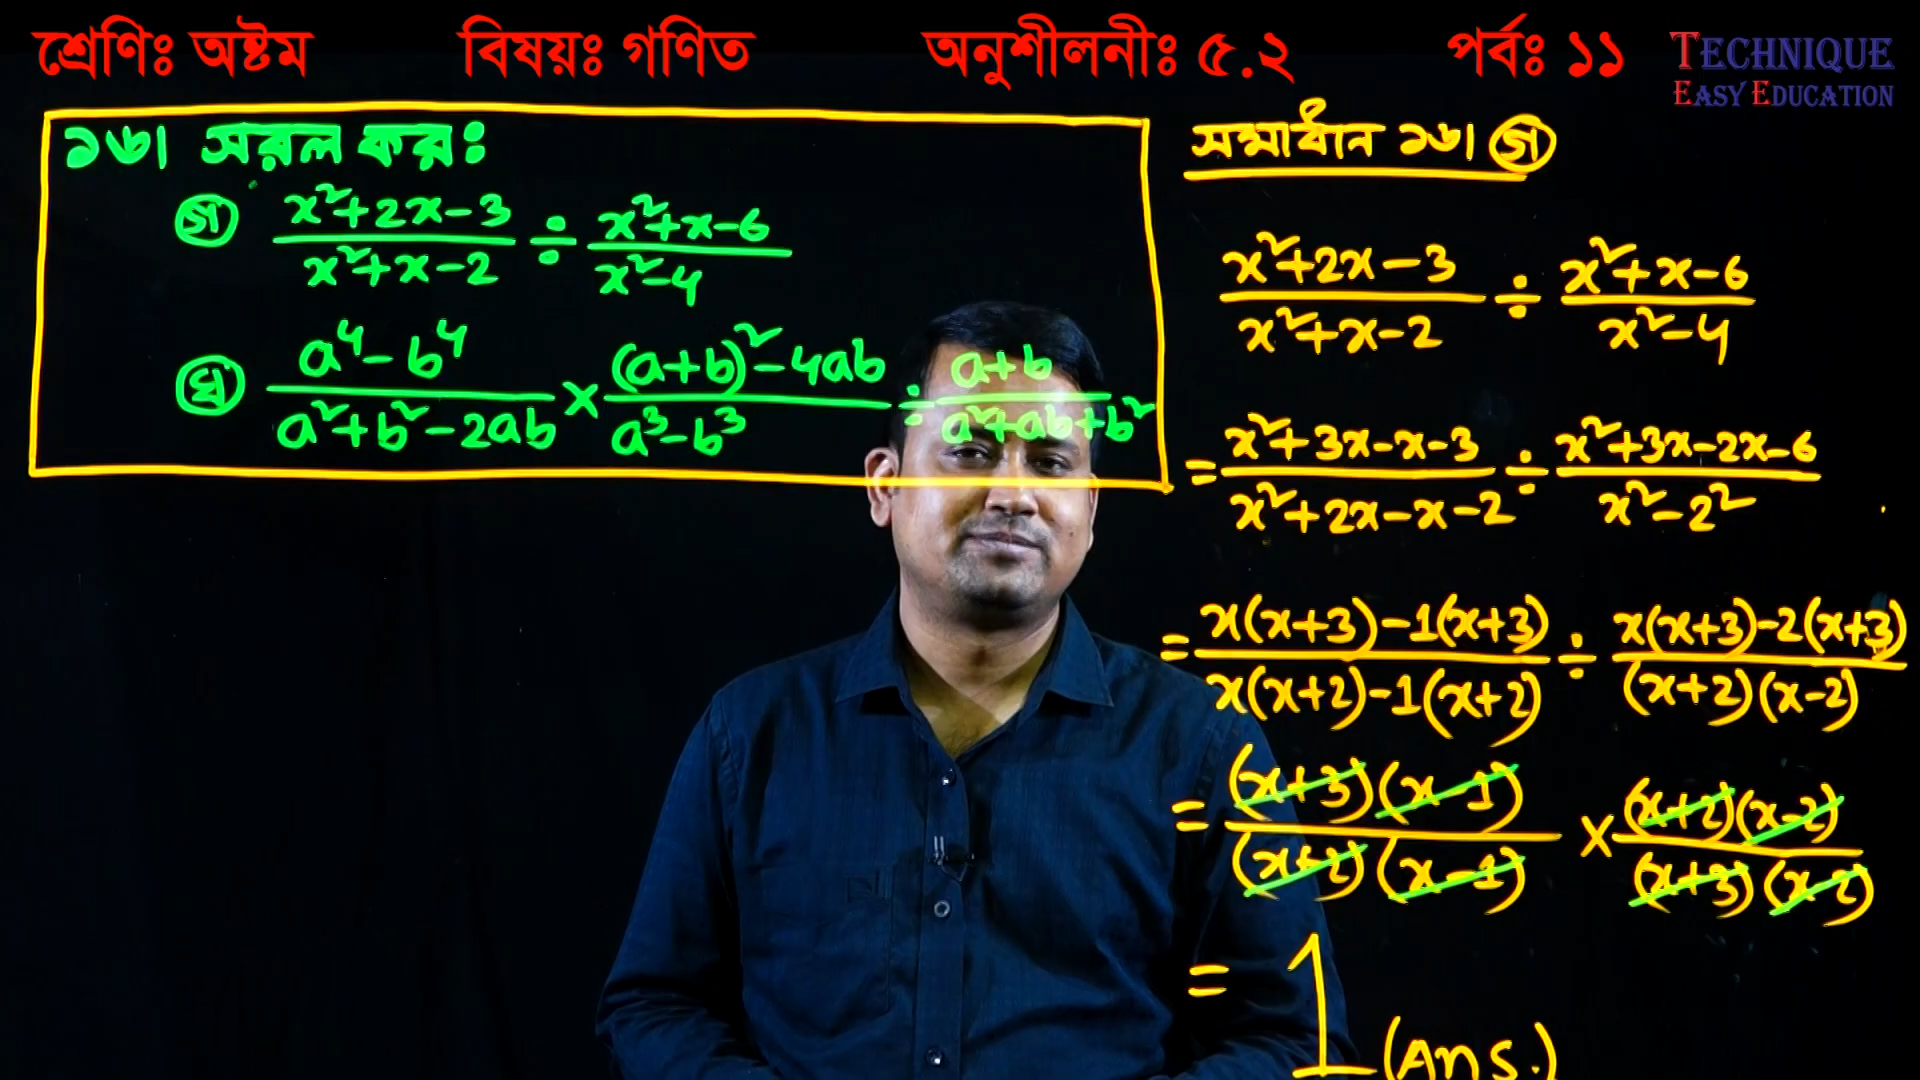 শ্রেণিঃ অষ্টম বিষয়ঃ গণিত অনুশীলনীঃ ৫.২ পর্বঃ ১১
TECHNIQUE
EASY EDUCATION
১৬। সরল করঃ
গ (x²+2x-3)/(x²+x-2) ÷ (x²+x-6)/(x²-4)
ঘ (a⁴-b⁴)/(a²+b²-2ab) × ((a+b)²-4ab)/(a³-b³) ÷ (a+b)/(a²+ab+b²)
সমাধান ১৬। গ
(x²+2x-3)/(x²+x-2) ÷ (x²+x-6)/(x²-4)
= (x²+3x-x-3)/(x²+2x-x-2) ÷ (x²+3x-2x-6)/(x²-2²)
= (x(x+3)-1(x+3))/(x(x+2)-1(x+2)) ÷ (x(x+3)-2(x+3))/((x+2)(x-2))
= ((x+3)(x-1))/((x+2)(x-1)) × ((x+2)(x-2))/((x+3)(x-2))
= 1 (Ans.)